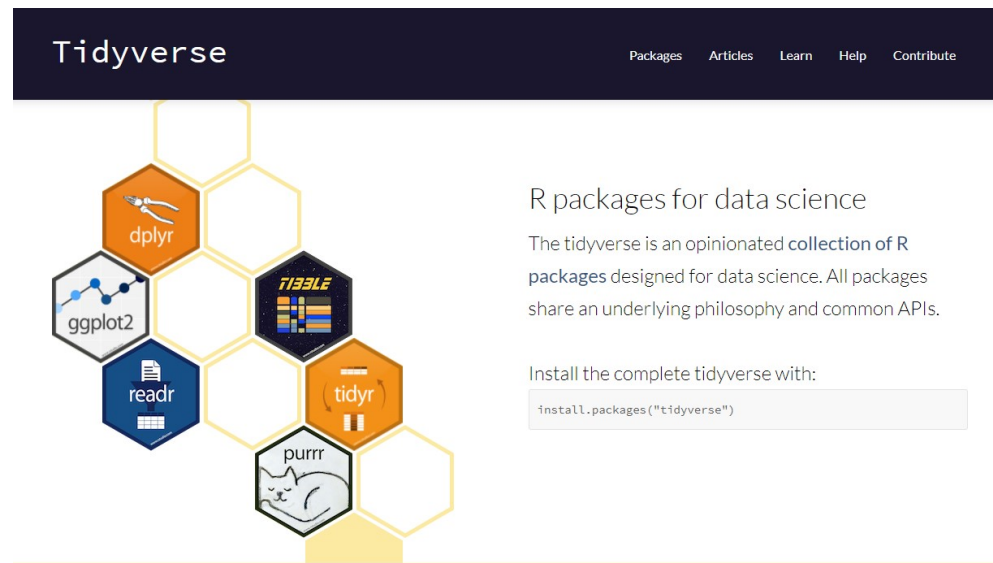 Tidyverse
Packages Articles Learn Help Contribute
dplyr
ggplot2
TIBBLE
readr
tidyr
purrr
R packages for data science
The tidyverse is an opinionated collection of R
packages designed for data science. All packages
share an underlying philosophy and common APIs.
Install the complete tidyverse with:
install.packages("tidyverse")